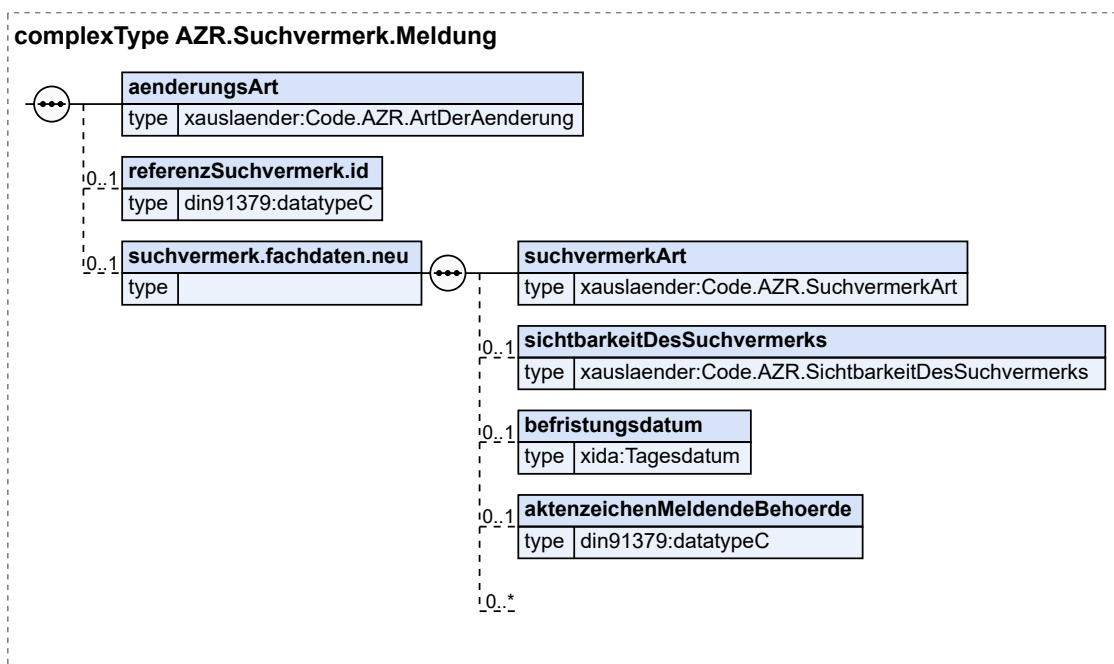 complexType AZR.Suchvermerk.Meldung
aenderungsArt
type xauslaender:Code.AZR.ArtDerAenderung
0..1 referenzSuchvermerk.id
type din91379:datatypeC
0..1 suchvermerk.fachdaten.neu
type
suchvermerkArt
type xauslaender:Code.AZR.SuchvermerkArt
0..1 sichtbarkeitDesSuchvermerks
type xauslaender:Code.AZR.SichtbarkeitDesSuchvermerks
0..1 befristungsdatum
type xida:Tagesdatum
0..1 aktenzeichenMeldendeBehoerde
type din91379:datatypeC
0..*